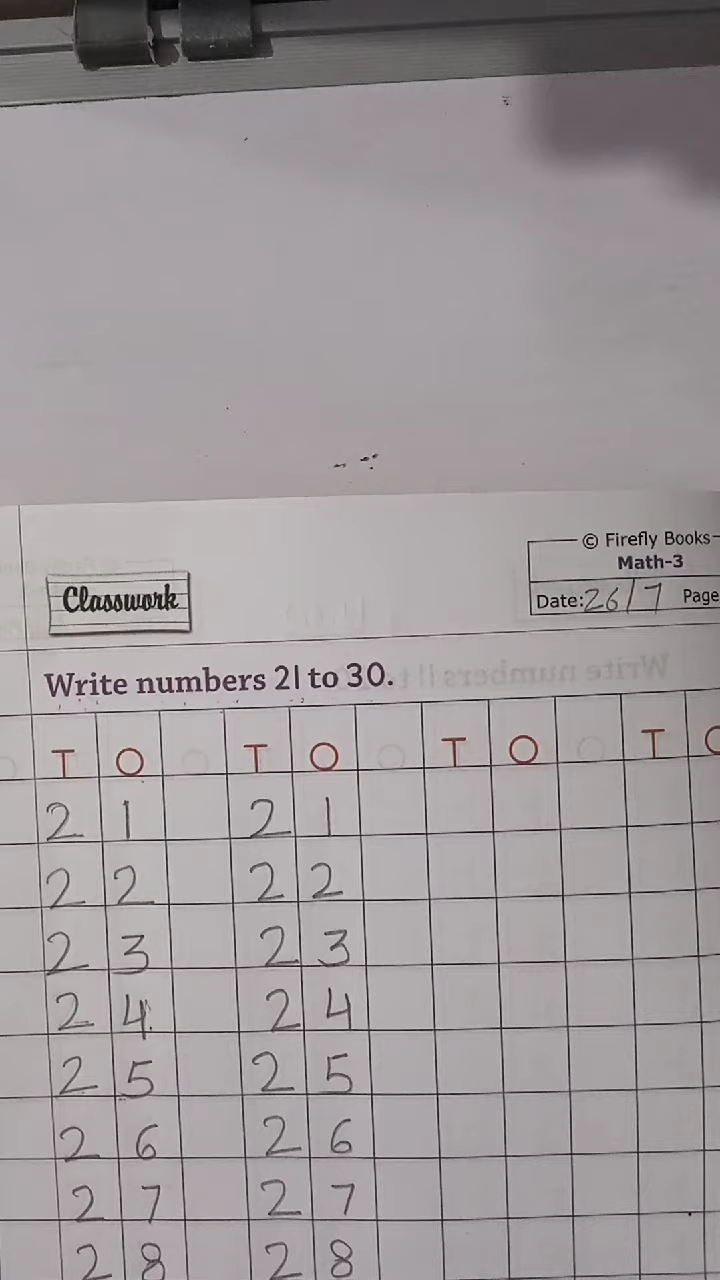 © Firefly Books
Math-3
Classwork
Date: 26/7 Page
Write numbers 21 to 30.
T O T O T O T
2 1 2 1
2 2 2 2
2 3 2 3
2 4 2 4
2 5 2 5
2 6 2 6
2 7 2 7
2 8 2 8